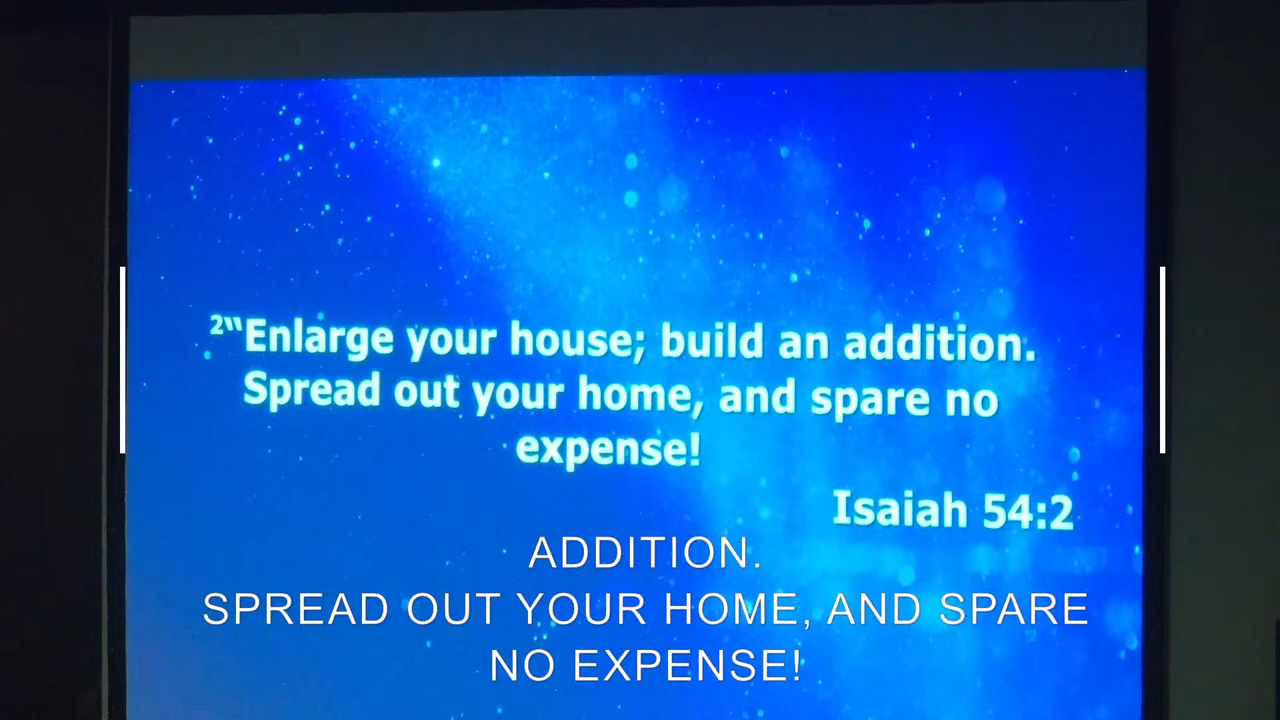 ²“Enlarge your house; build an addition.
Spread out your home, and spare no
expense!
Isaiah 54:2
ADDITION.
SPREAD OUT YOUR HOME, AND SPARE
NO EXPENSE!